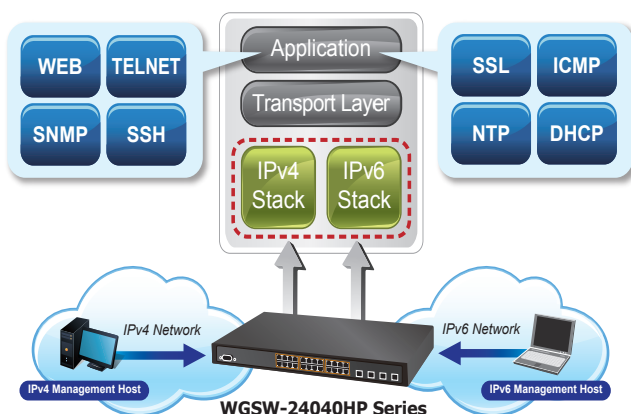 WEB TELNET
SNMP SSH
Application
Transport Layer
IPv4
Stack
IPv6
Stack
SSL ICMP
NTP DHCP
IPv4 Network
IPv4 Management Host
IPv6 Network
IPv6 Management Host
WGSW-24040HP Series